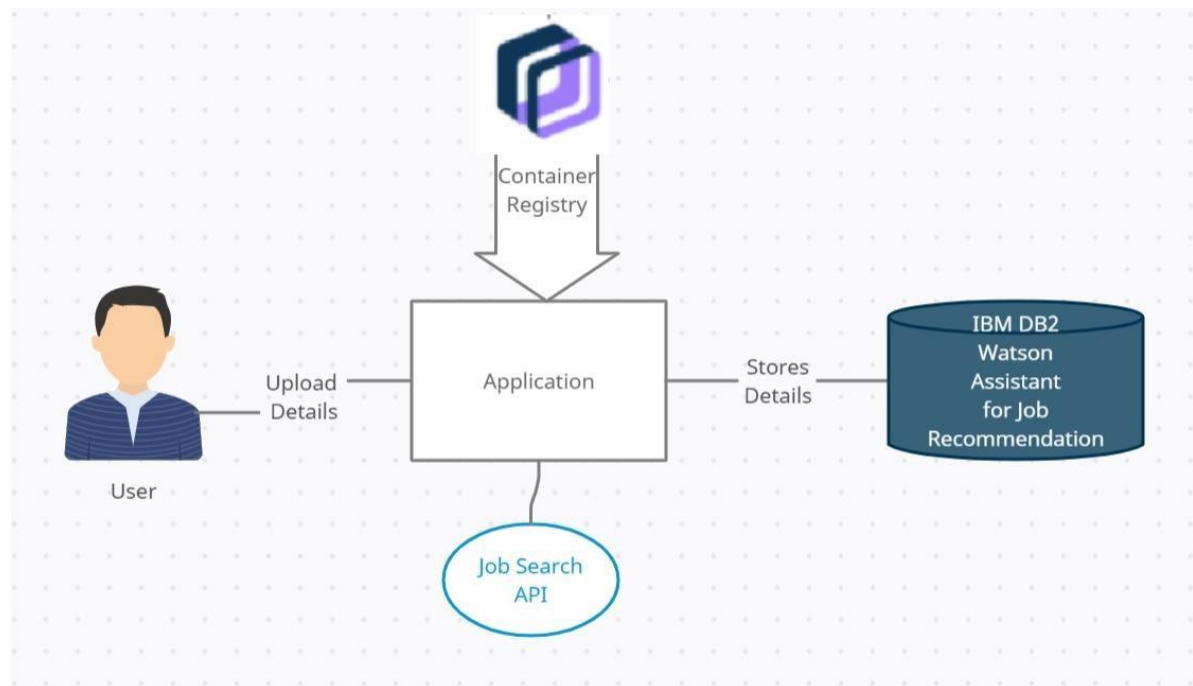 Container
Registry
Upload
Details
Application
Stores
Details
IBM DB2
Watson
Assistant
for Job
Recommendation
User
Job Search
API